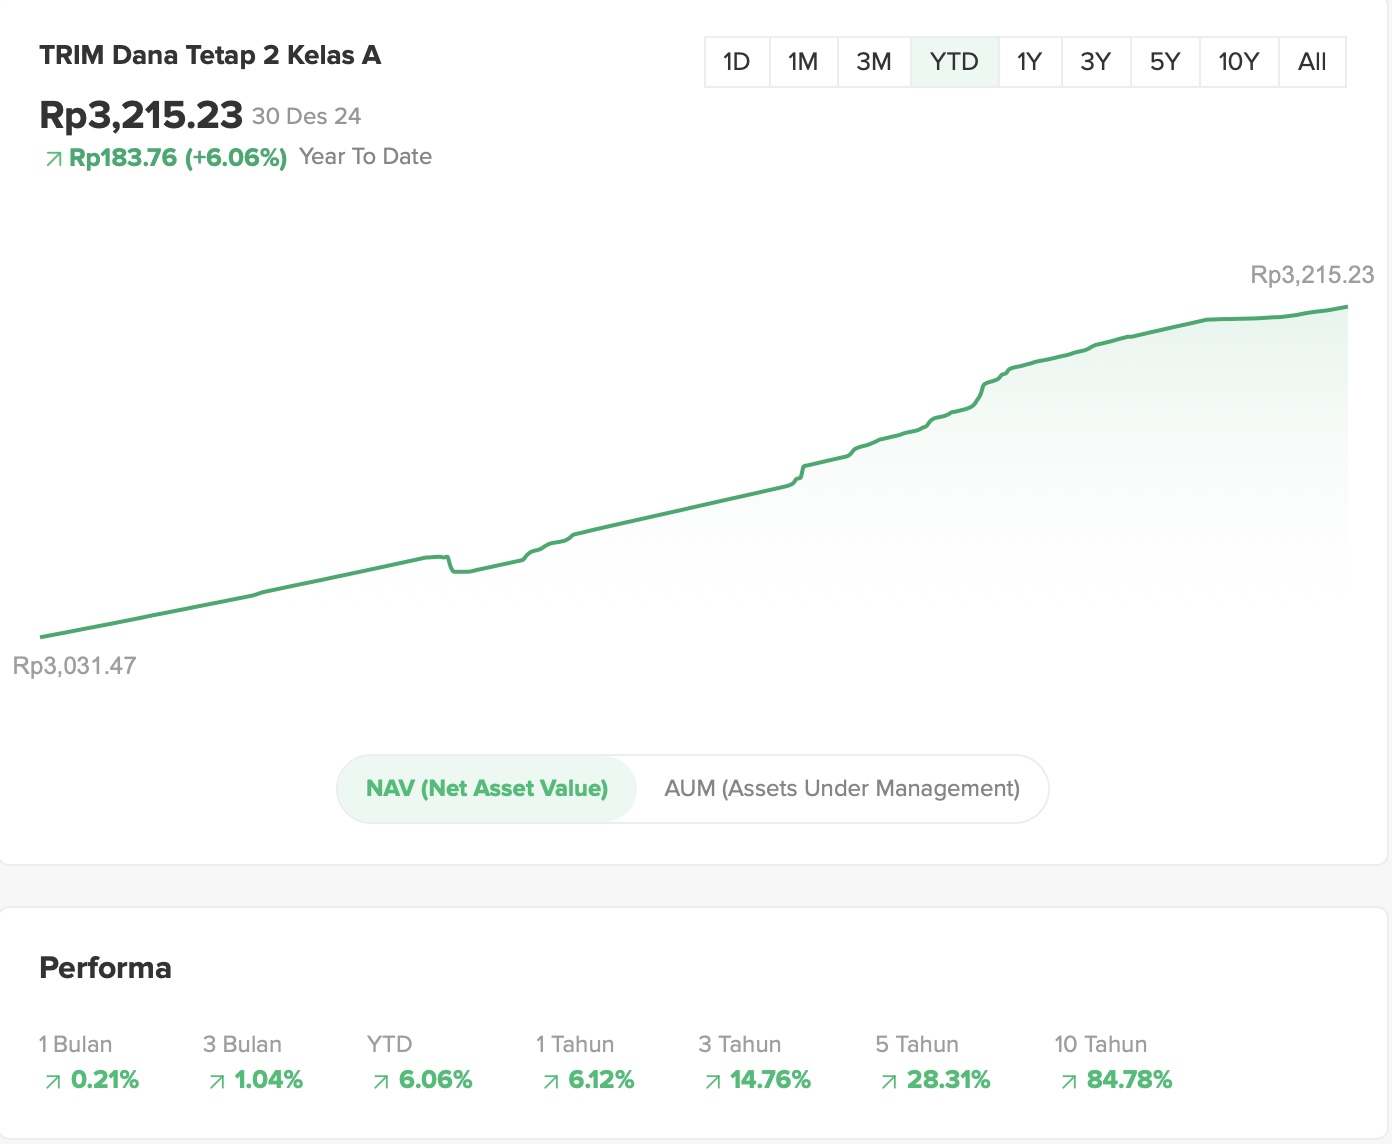 TRIM Dana Tetap 2 Kelas A
1D 1M 3M YTD 1Y 3Y 5Y 10Y All
Rp3,215.23 30 Des 24
Rp183.76 (+6.06%) Year To Date
Rp3,215.23
Rp3,031.47
NAV (Net Asset Value) AUM (Assets Under Management)
Performa
1 Bulan 3 Bulan YTD 1 Tahun 3 Tahun 5 Tahun 10 Tahun
0.21% 1.04% 6.06% 6.12% 14.76% 28.31% 84.78%